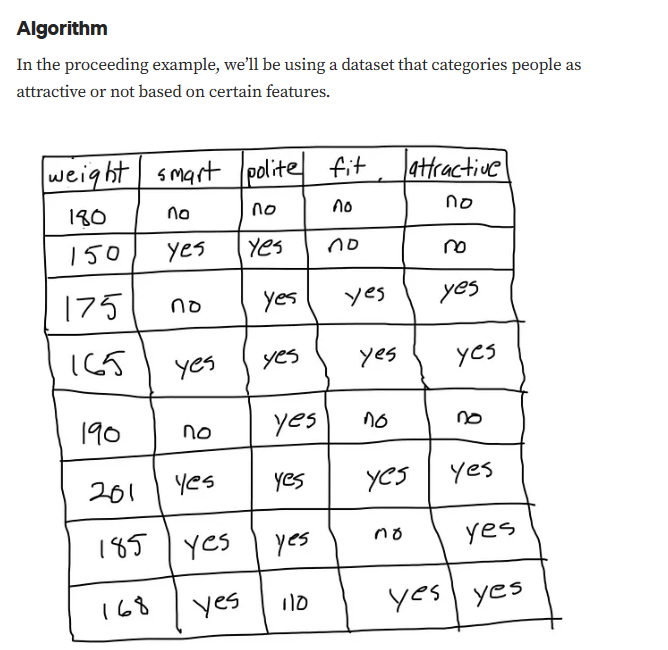 Algorithm
In the proceeding example, we'll be using a dataset that categories people as
attractive or not based on certain features.
weight smart polite fit attractive
180 no no no no
150 yes yes no no
175 no yes yes yes
165 yes yes yes yes
190 no yes no no
201 yes yes yes yes
185 yes yes no yes
168 yes no yes yes